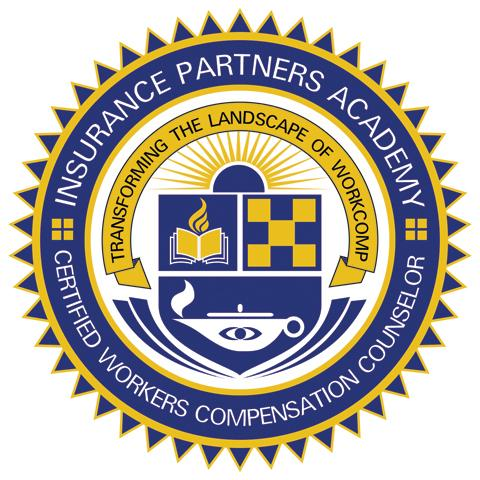 INSURANCE PARTNERS ACADEMY
TRANSFORMING THE LANDSCAPE OF WORKCOMP
CERTIFIED WORKERS COMPENSATION COUNSELOR